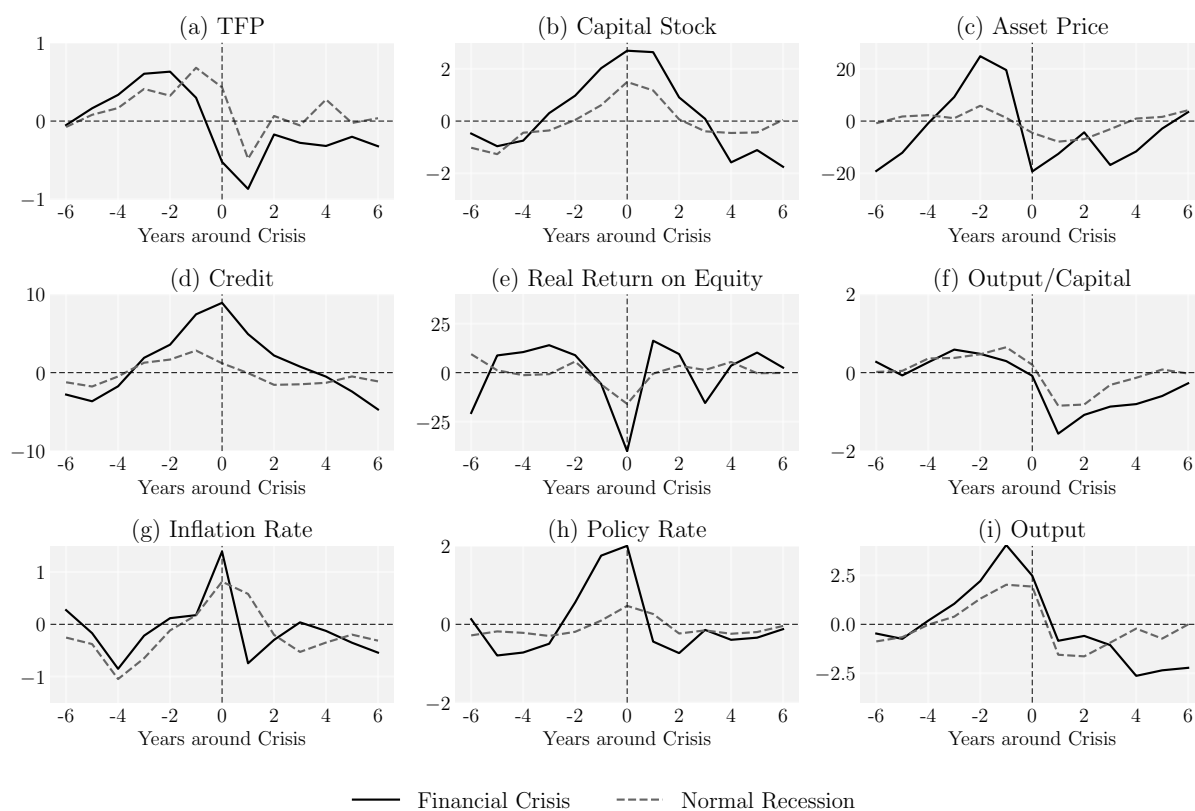 (a) TFP
1
0
−1
-6 -4 -2 0 2 4 6
Years around Crisis
(b) Capital Stock
2
0
−2
-6 -4 -2 0 2 4 6
Years around Crisis
(c) Asset Price
20
0
−20
-6 -4 -2 0 2 4 6
Years around Crisis
(d) Credit
10
0
−10
-6 -4 -2 0 2 4 6
Years around Crisis
(e) Real Return on Equity
25
0
−25
-6 -4 -2 0 2 4 6
Years around Crisis
(f) Output/Capital
2
0
−2
-6 -4 -2 0 2 4 6
Years around Crisis
(g) Inflation Rate
1
0
−1
-6 -4 -2 0 2 4 6
Years around Crisis
(h) Policy Rate
2
0
−2
-6 -4 -2 0 2 4 6
Years around Crisis
(i) Output
2.5
0.0
−2.5
-6 -4 -2 0 2 4 6
Years around Crisis
Financial Crisis
Normal Recession